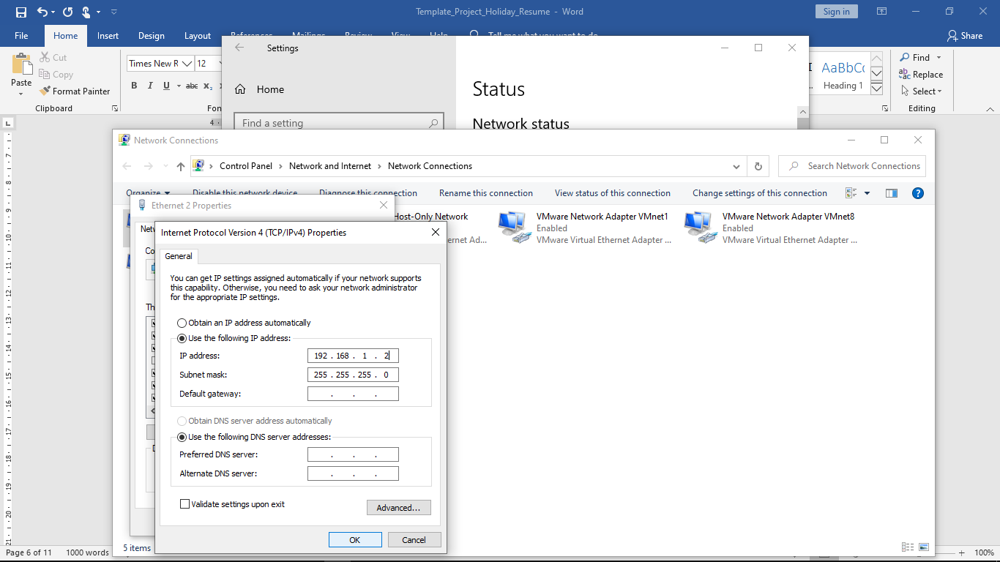 Template_Project_Holiday_Resume - Word
Sign in
File Home Insert Design Layout References Mailings Review View Help Tell me what you want to do Share
Paste
Cut
Copy
Format Painter
Clipboard
Times New R 12
B I U abc x₂
Settings
Home
Find a setting
Status
Network status
AaBbCc
Heading 1
Find
Replace
Select
Editing
Network Connections
Control Panel Network and Internet Network Connections
Search Network Connections
Organize Disable this network device Diagnose this connection Rename this connection View status of this connection Change settings of this connection
Host-Only Network
VMware Network Adapter VMnet1
Enabled
VMware Virtual Ethernet Adapter ...
VMware Network Adapter VMnet8
Enabled
VMware Virtual Ethernet Adapter ...
Ethernet 2 Properties
Internet Protocol Version 4 (TCP/IPv4) Properties
General
You can get IP settings assigned automatically if your network supports
this capability. Otherwise, you need to ask your network administrator
for the appropriate IP settings.
Obtain an IP address automatically
Use the following IP address:
IP address: 192 . 168 . 1 . 2
Subnet mask: 255 . 255 . 255 . 0
Default gateway: . . .
Obtain DNS server address automatically
Use the following DNS server addresses:
Preferred DNS server: . . .
Alternate DNS server: . . .
Validate settings upon exit
Advanced...
OK Cancel
5 items
Page 6 of 11 1000 words
100%